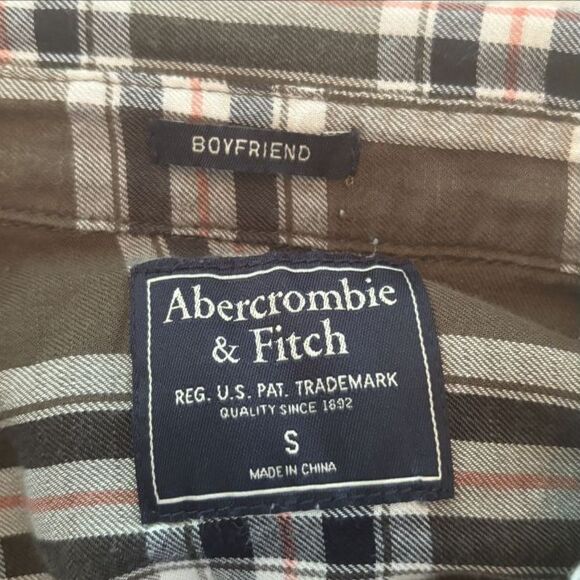 BOYFRIEND
Abercrombie
& Fitch
REG. U.S. PAT. TRADEMARK
QUALITY SINCE 1892
S
MADE IN CHINA